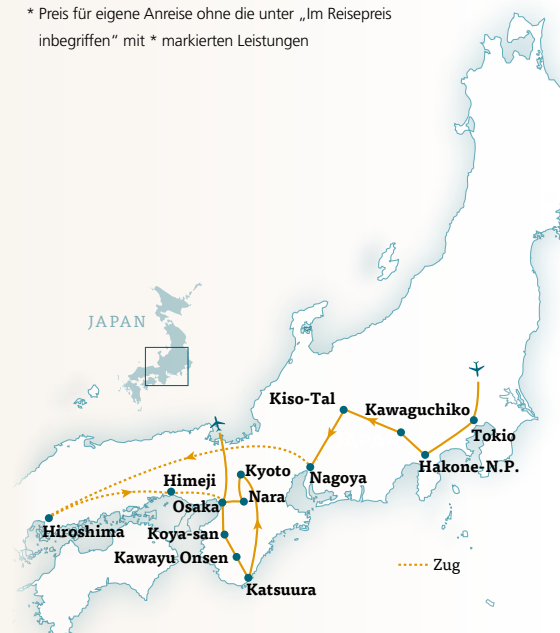 * Preis für eigene Anreise ohne die unter „Im Reisepreis
inbegriffen“ mit * markierten Leistungen
JAPAN
Kiso-Tal
Kawaguchiko
Tokio
Hakone-N.P.
Nagoya
Kyoto
Himeji
Nara
Osaka
Hiroshima
Koya-san
Kawayu Onsen
Katsuura
Zug